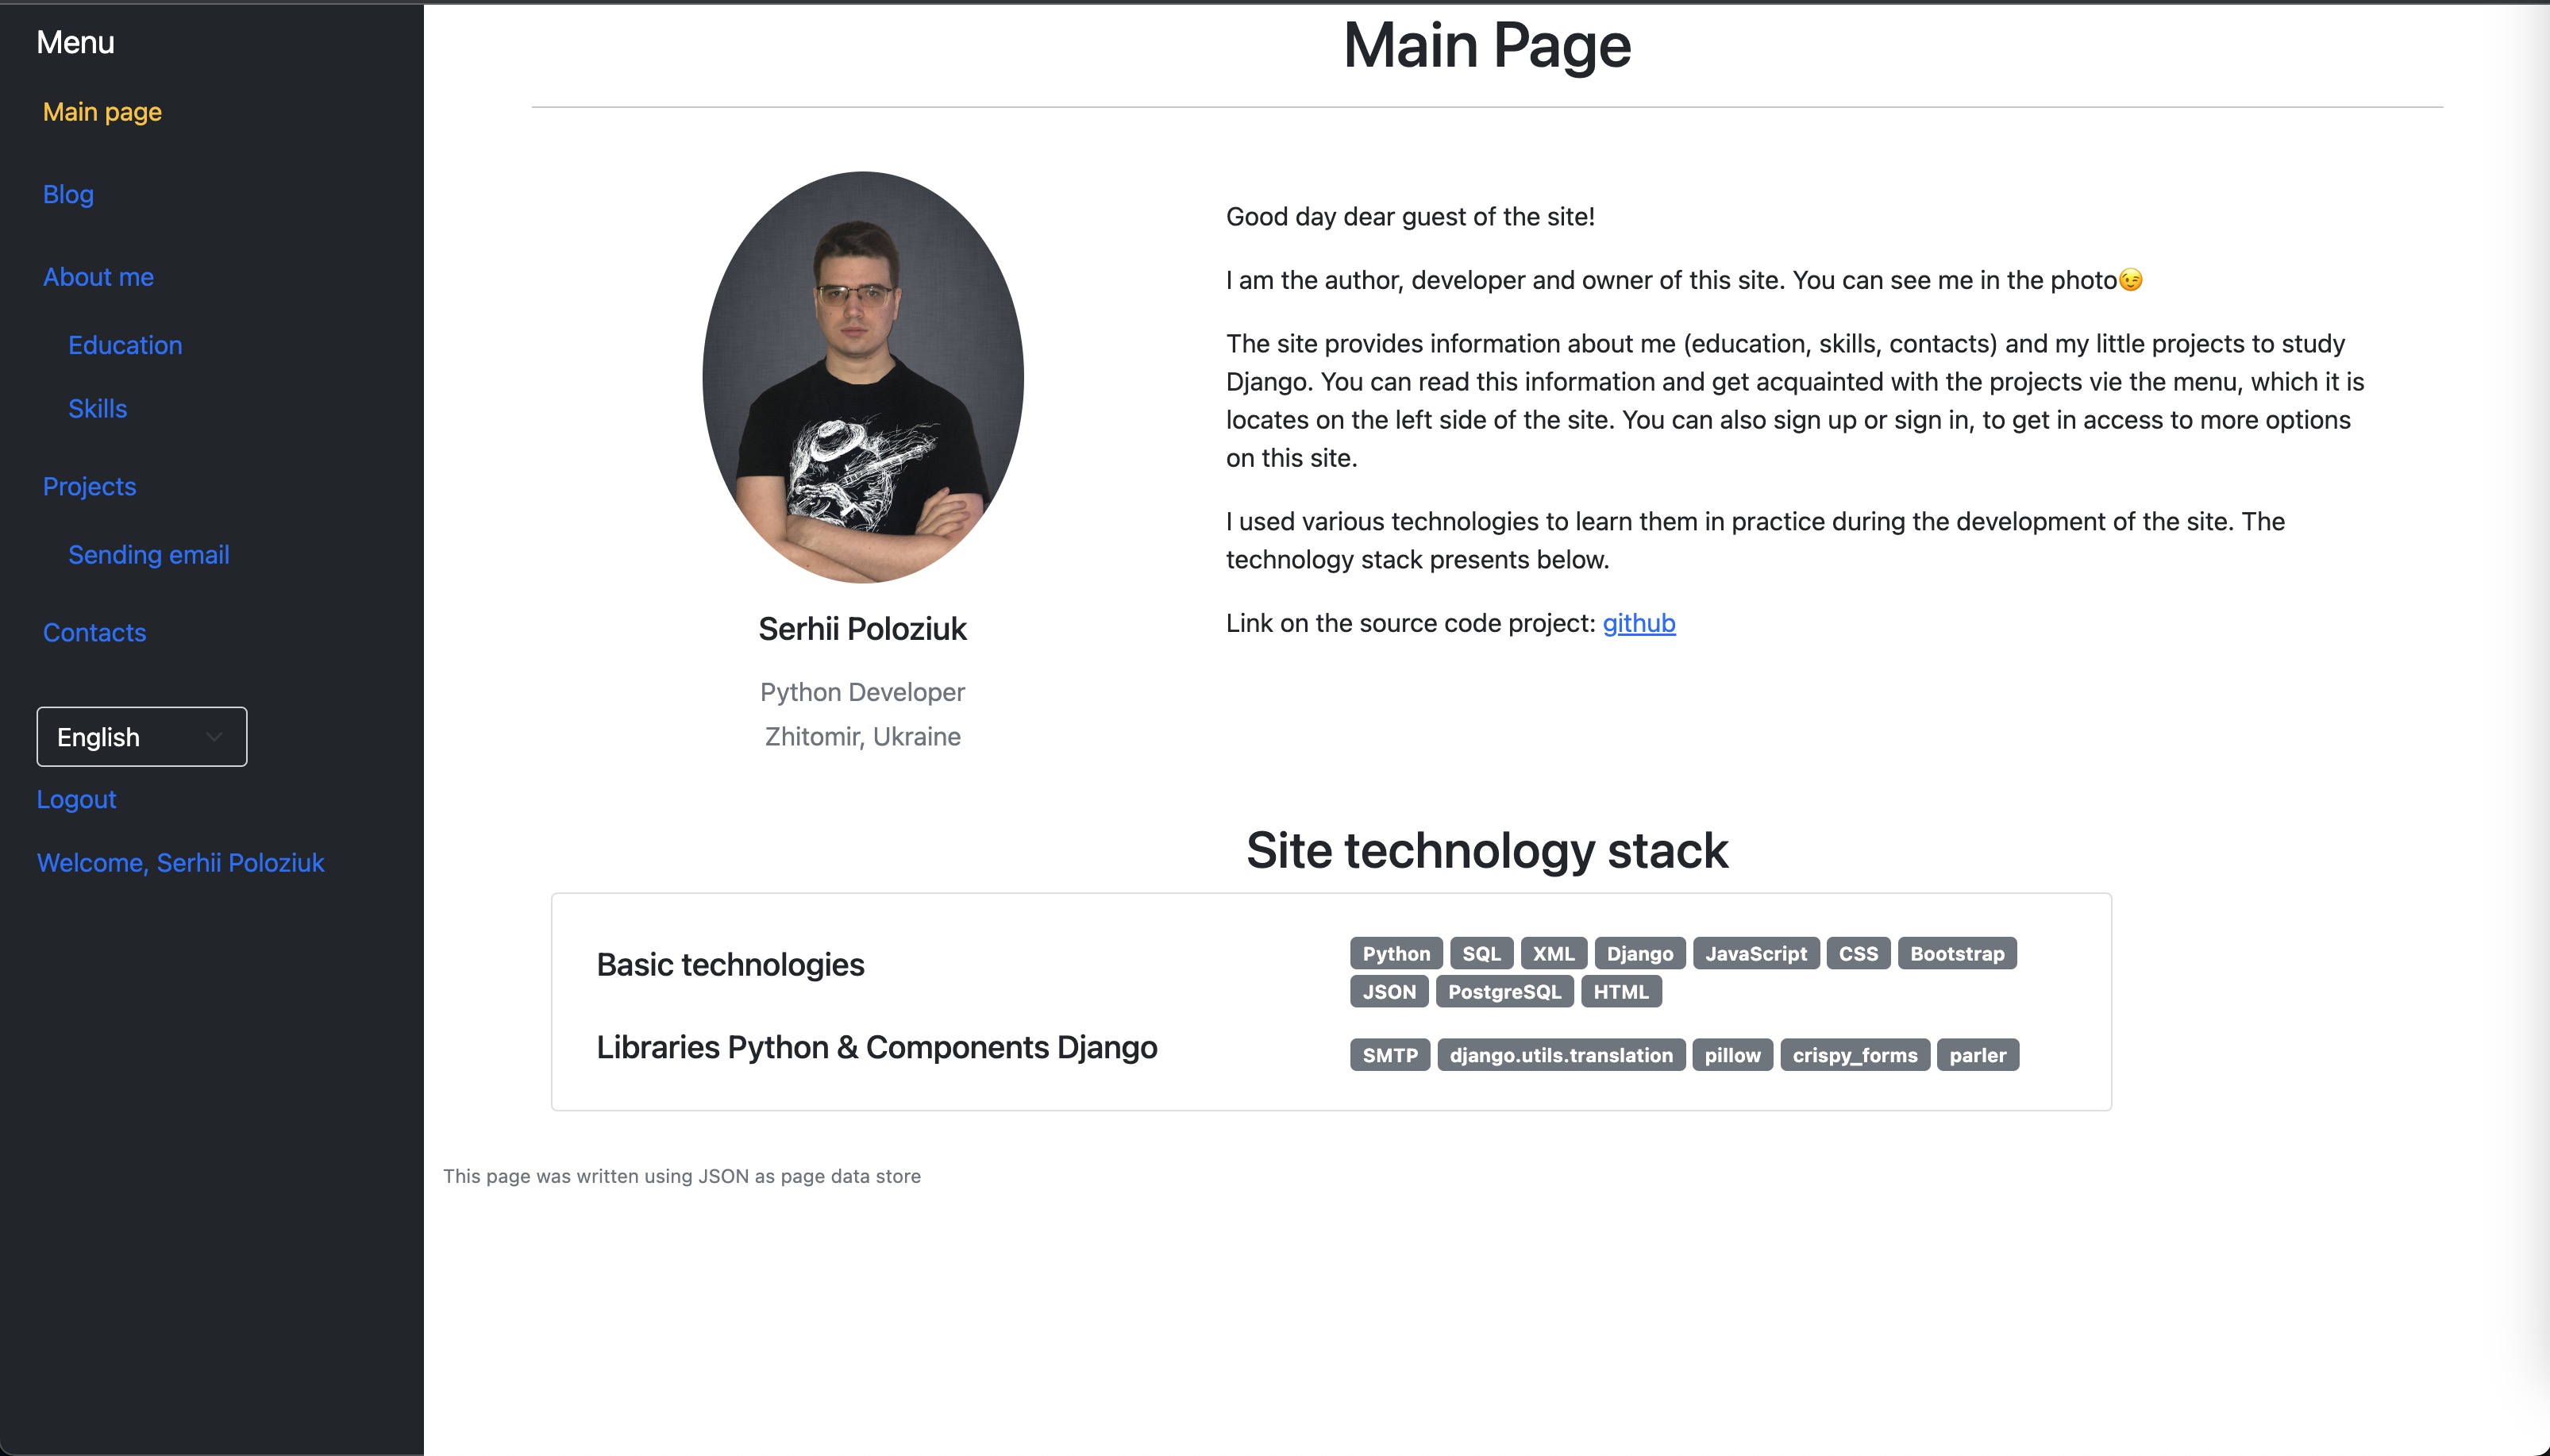 Menu
Main page
Blog
About me
Education
Skills
Projects
Sending email
Contacts
English
Logout
Welcome, Serhii Poloziuk
Main Page
Serhii Poloziuk
Python Developer
Zhitomir, Ukraine
Good day dear guest of the site!
I am the author, developer and owner of this site. You can see me in the photo😉
The site provides information about me (education, skills, contacts) and my little projects to study
Django. You can read this information and get acquainted with the projects vie the menu, which it is
locates on the left side of the site. You can also sign up or sign in, to get in access to more options
on this site.
I used various technologies to learn them in practice during the development of the site. The
technology stack presents below.
Link on the source code project: github
Site technology stack
Basic technologies
Python SQL XML Django JavaScript CSS Bootstrap
JSON PostgreSQL HTML
Libraries Python & Components Django
SMTP django.utils.translation pillow crispy_forms parler
This page was written using JSON as page data store